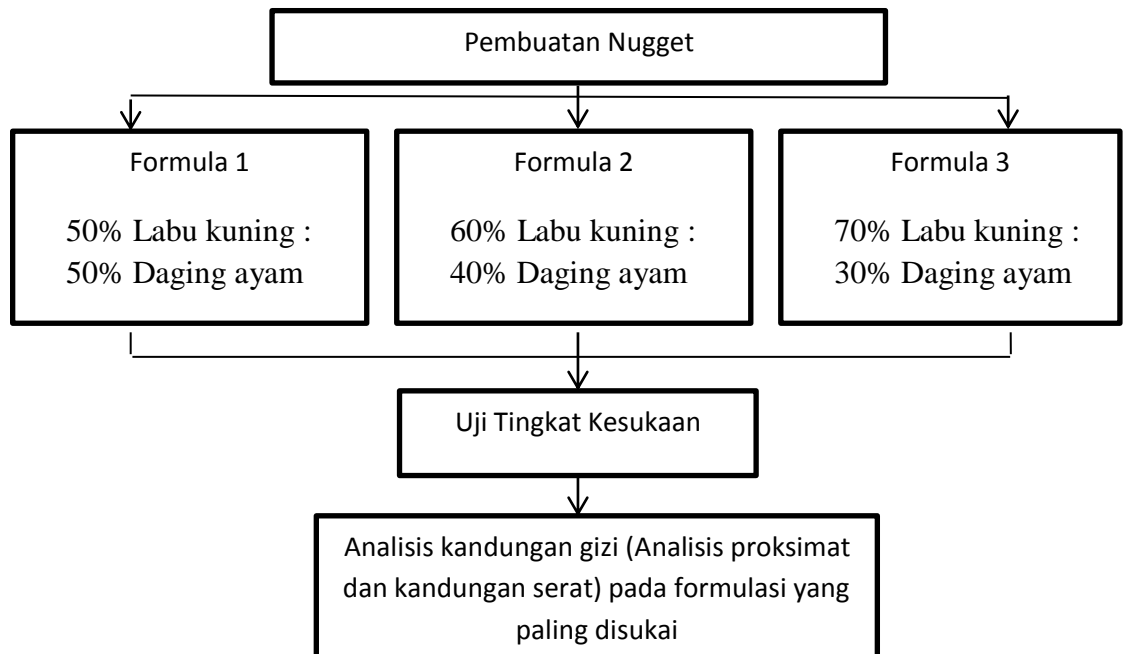 Pembuatan Nugget
Formula 1
50% Labu kuning :
50% Daging ayam
Formula 2
60% Labu kuning :
40% Daging ayam
Formula 3
70% Labu kuning :
30% Daging ayam
Uji Tingkat Kesukaan
Analisis kandungan gizi (Analisis proksimat
dan kandungan serat) pada formulasi yang
paling disukai